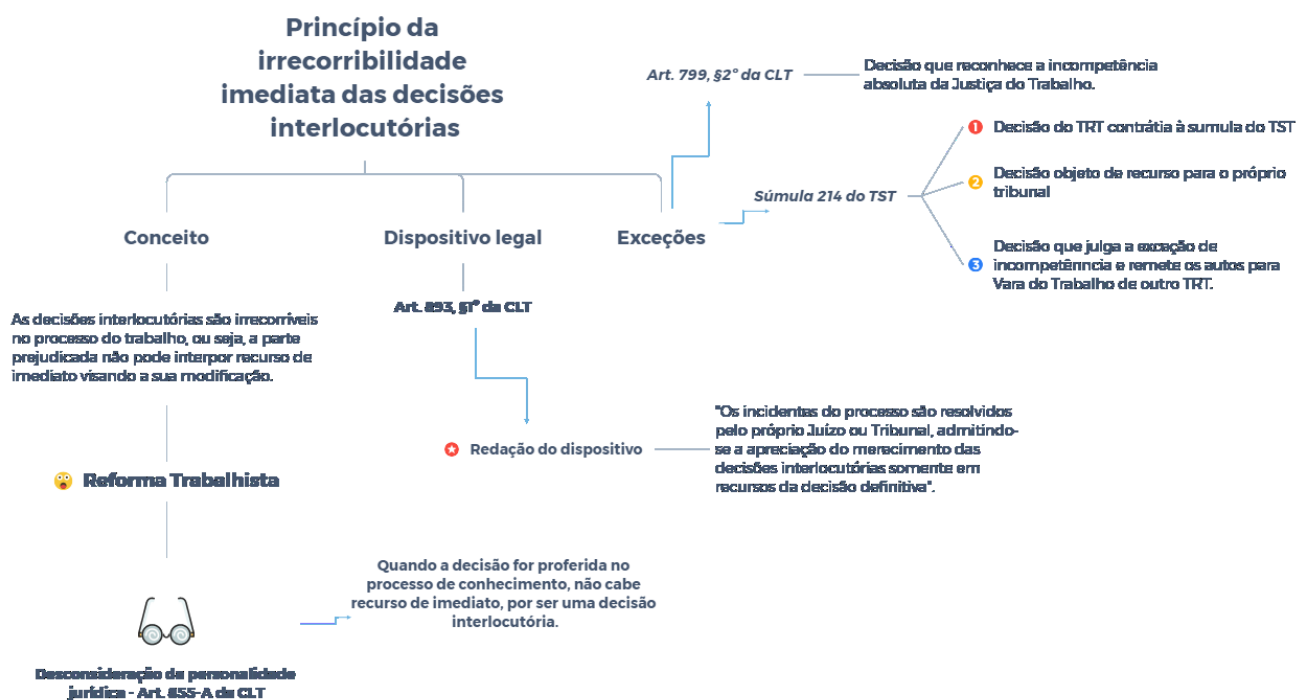 Princípio da
irrecorribilidade
imediata das decisões
interlocutórias
Conceito
As decisões interlocutórias são irrecorríveis
no processo do trabalho, ou seja, a parte
prejudicada não pode interpor recurso de
imediato visando a sua modificação.
Reforma Trabalhista
Desconsideração da personalidade
jurídica - Art. 855-A da CLT
Quando a decisão for proferida no
processo de conhecimento, não cabe
recurso de imediato, por ser uma decisão
interlocutória.
Dispositivo legal
Art. 893, §1º da CLT
Redação do dispositivo
"Os incidentes do processo são resolvidos
pelo próprio Juízo ou Tribunal, admitindo-
se a apreciação do merecimento das
decisões interlocutórias somente em
recursos da decisão definitiva".
Exceções
Art. 799, §2º da CLT
Decisão que reconhece a incompetência
absoluta da Justiça do Trabalho.
Súmula 214 do TST
1 Decisão do TRT contrátia à sumula do TST
2 Decisão objeto de recurso para o próprio
tribunal
Decisão que julga a exceção de
3 incompetênncia e remete os autos para
Vara do Trabalho de outro TRT.